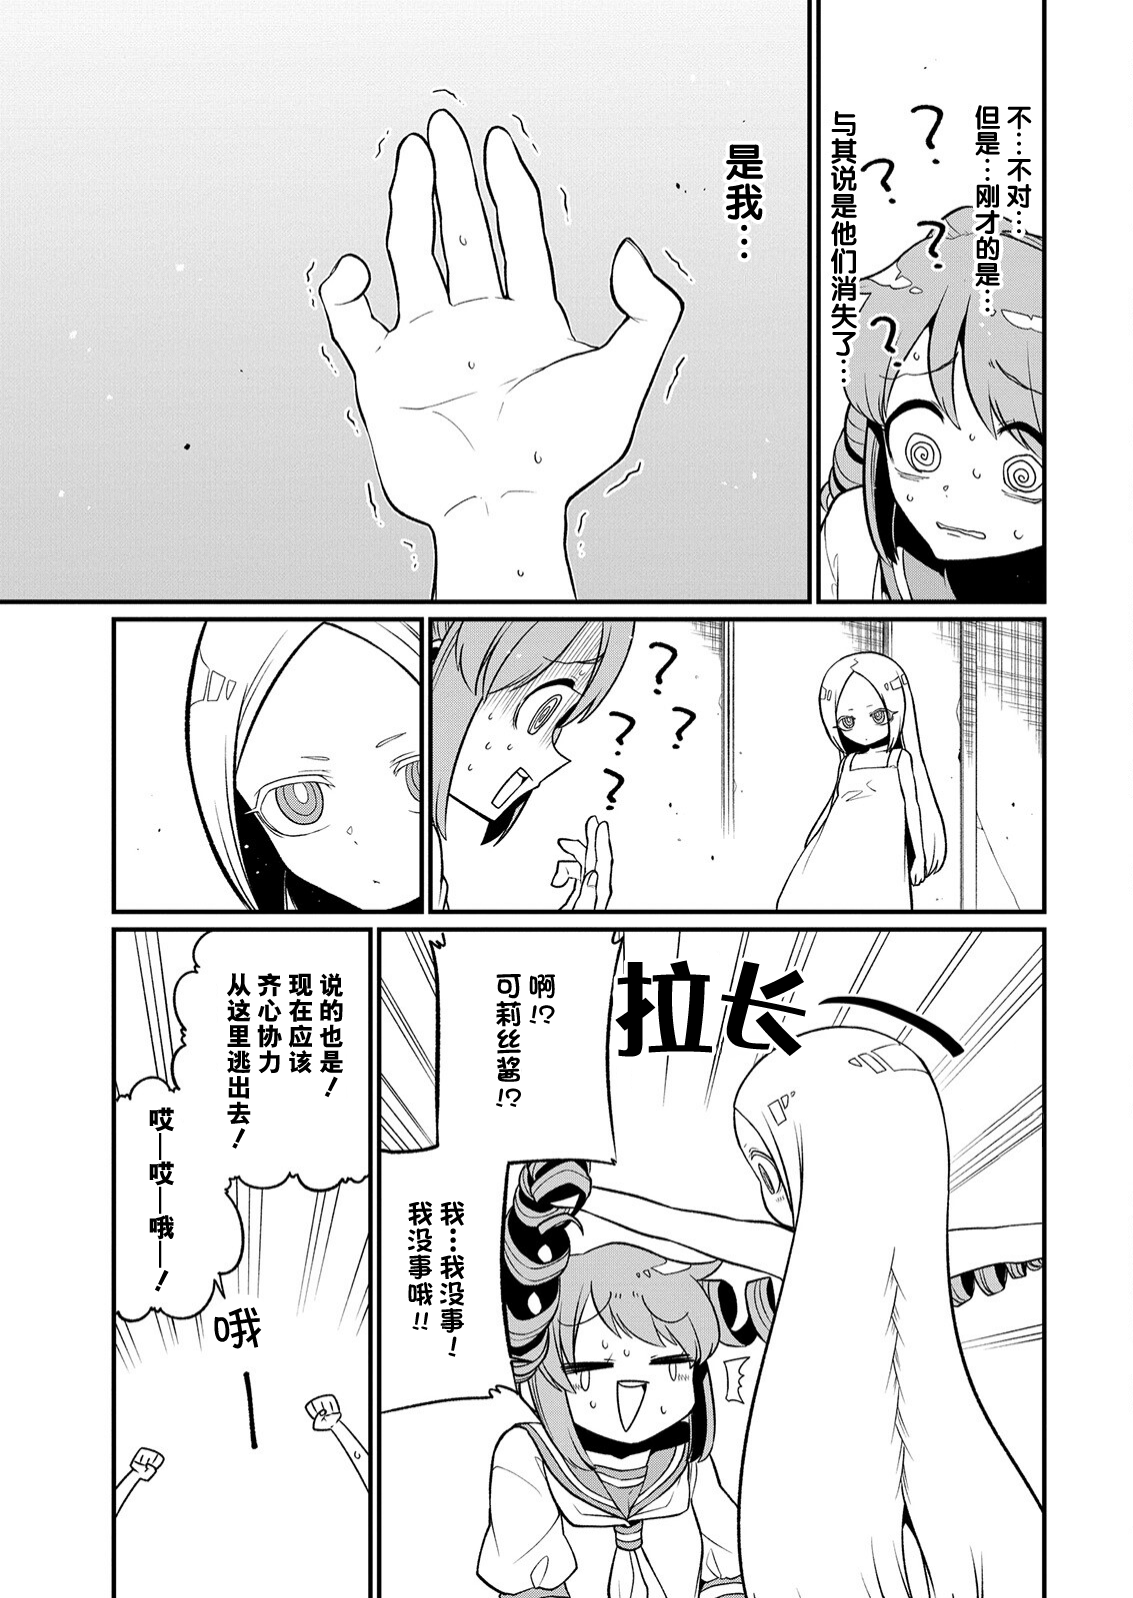 不…不对…
但是…刚才的是…
与其说是他们消失了…
是我…
？
？
？
？
？
？
？
？
拉长
啊!?
可莉丝酱!?
我…我没事！
我没事哦!!
说的也是！
现在应该
齐心协力
从这里逃出去！
哎—哎—哦—！
哦—